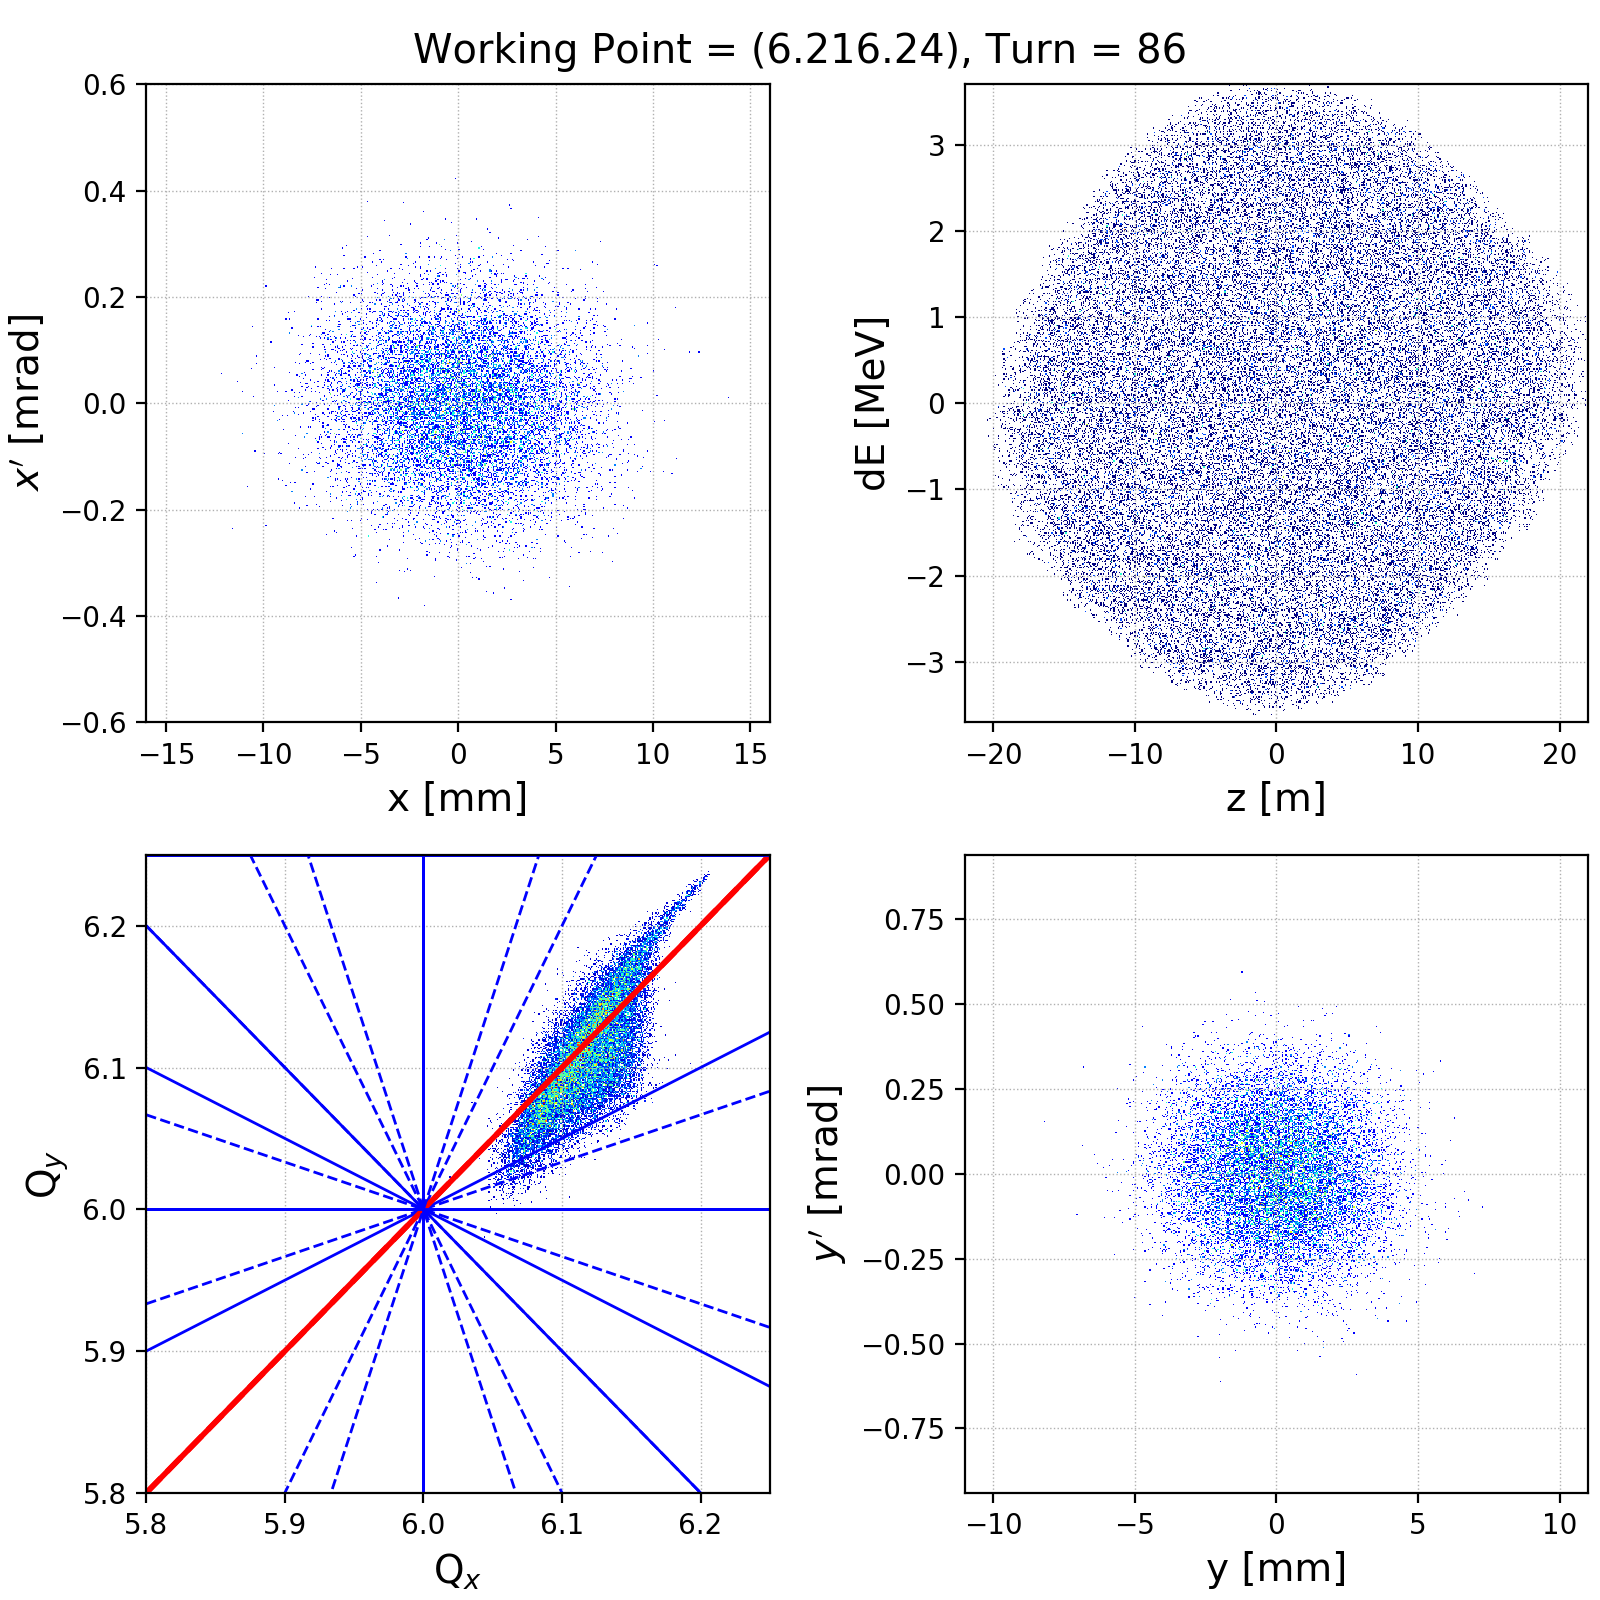 Working Point = (6.216.24), Turn = 86
0.6
0.4
0.2
0.0
−0.2
−0.4
−0.6
x′ [mrad]
−15 −10 −5 0 5 10 15
x [mm]
3
2
1
0
−1
−2
−3
dE [MeV]
−20 −10 0 10 20
z [m]
6.2
6.1
6.0
5.9
5.8
Qy
5.8 5.9 6.0 6.1 6.2
Qx
0.75
0.50
0.25
0.00
−0.25
−0.50
−0.75
y′ [mrad]
−10 −5 0 5 10
y [mm]